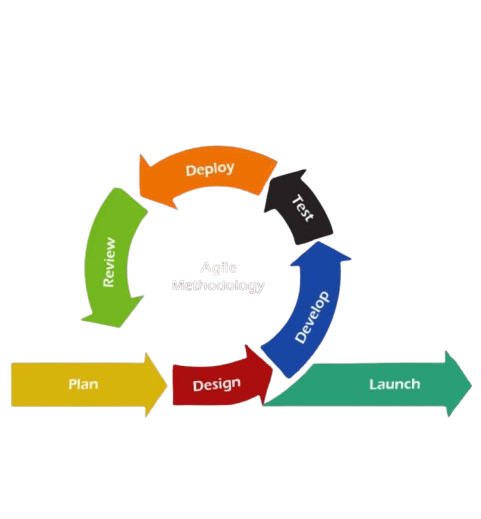 Deploy
Test
Review
Agile
Methodology
Develop
Plan
Design
Launch